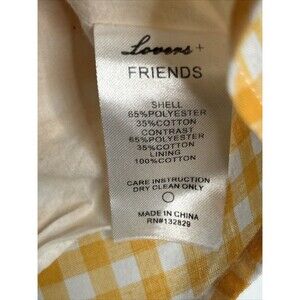 Lovers +
FRIENDS
SHELL
65%POLYESTER
35%COTTON
CONTRAST
65%POLYESTER
35%COTTON
LINING
100%COTTON
CARE INSTRUCTION
DRY CLEAN ONLY
MADE IN CHINA
RN#132829